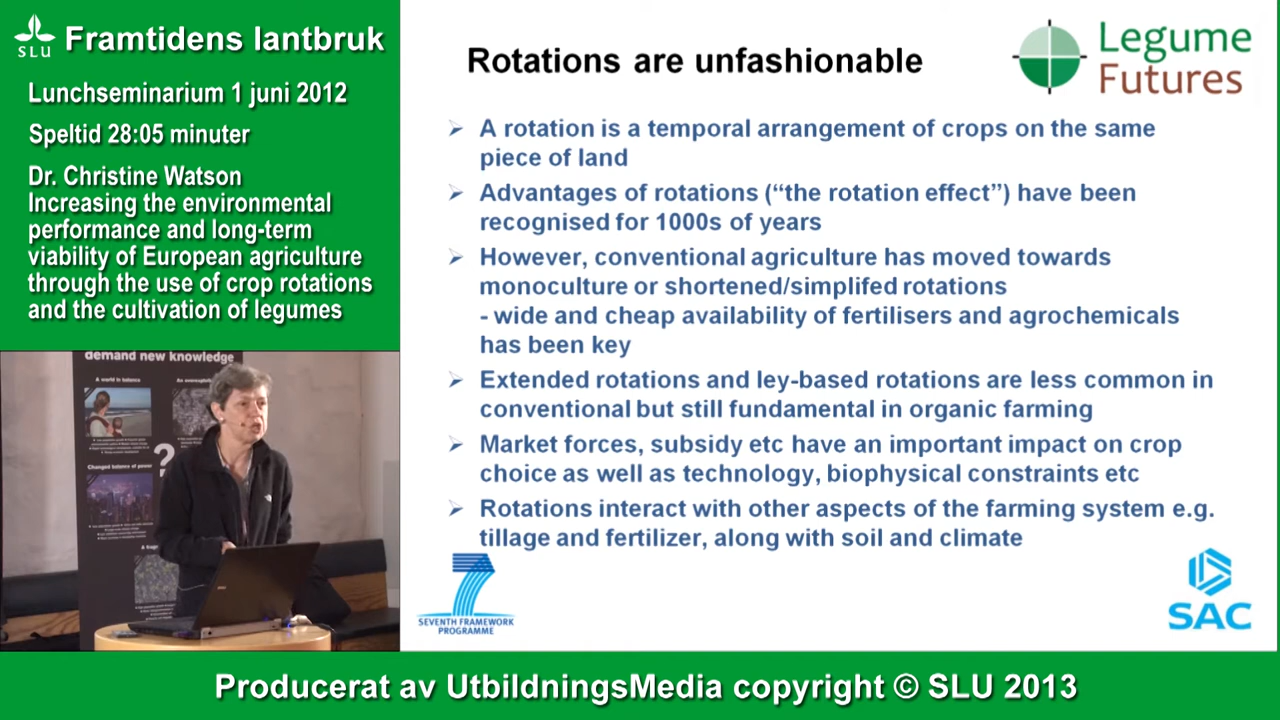 SLU
Framtidens lantbruk
Lunchseminarium 1 juni 2012
Speltid 28:05 minuter
Dr. Christine Watson
Increasing the environmental
performance and long-term
viability of European agriculture
through the use of crop rotations
and the cultivation of legumes
demand new knowledge
A world in balance
Changed balance of power
?
Rotations are unfashionable
Legume
Futures
➢ A rotation is a temporal arrangement of crops on the same
piece of land
➢ Advantages of rotations (“the rotation effect”) have been
recognised for 1000s of years
➢ However, conventional agriculture has moved towards
monoculture or shortened/simplifed rotations
- wide and cheap availability of fertilisers and agrochemicals
has been key
➢ Extended rotations and ley-based rotations are less common in
conventional but still fundamental in organic farming
➢ Market forces, subsidy etc have an important impact on crop
choice as well as technology, biophysical constraints etc
➢ Rotations interact with other aspects of the farming system e.g.
tillage and fertilizer, along with soil and climate
7
SEVENTH FRAMEWORK
PROGRAMME
SAC
Producerat av UtbildningsMedia copyright © SLU 2013